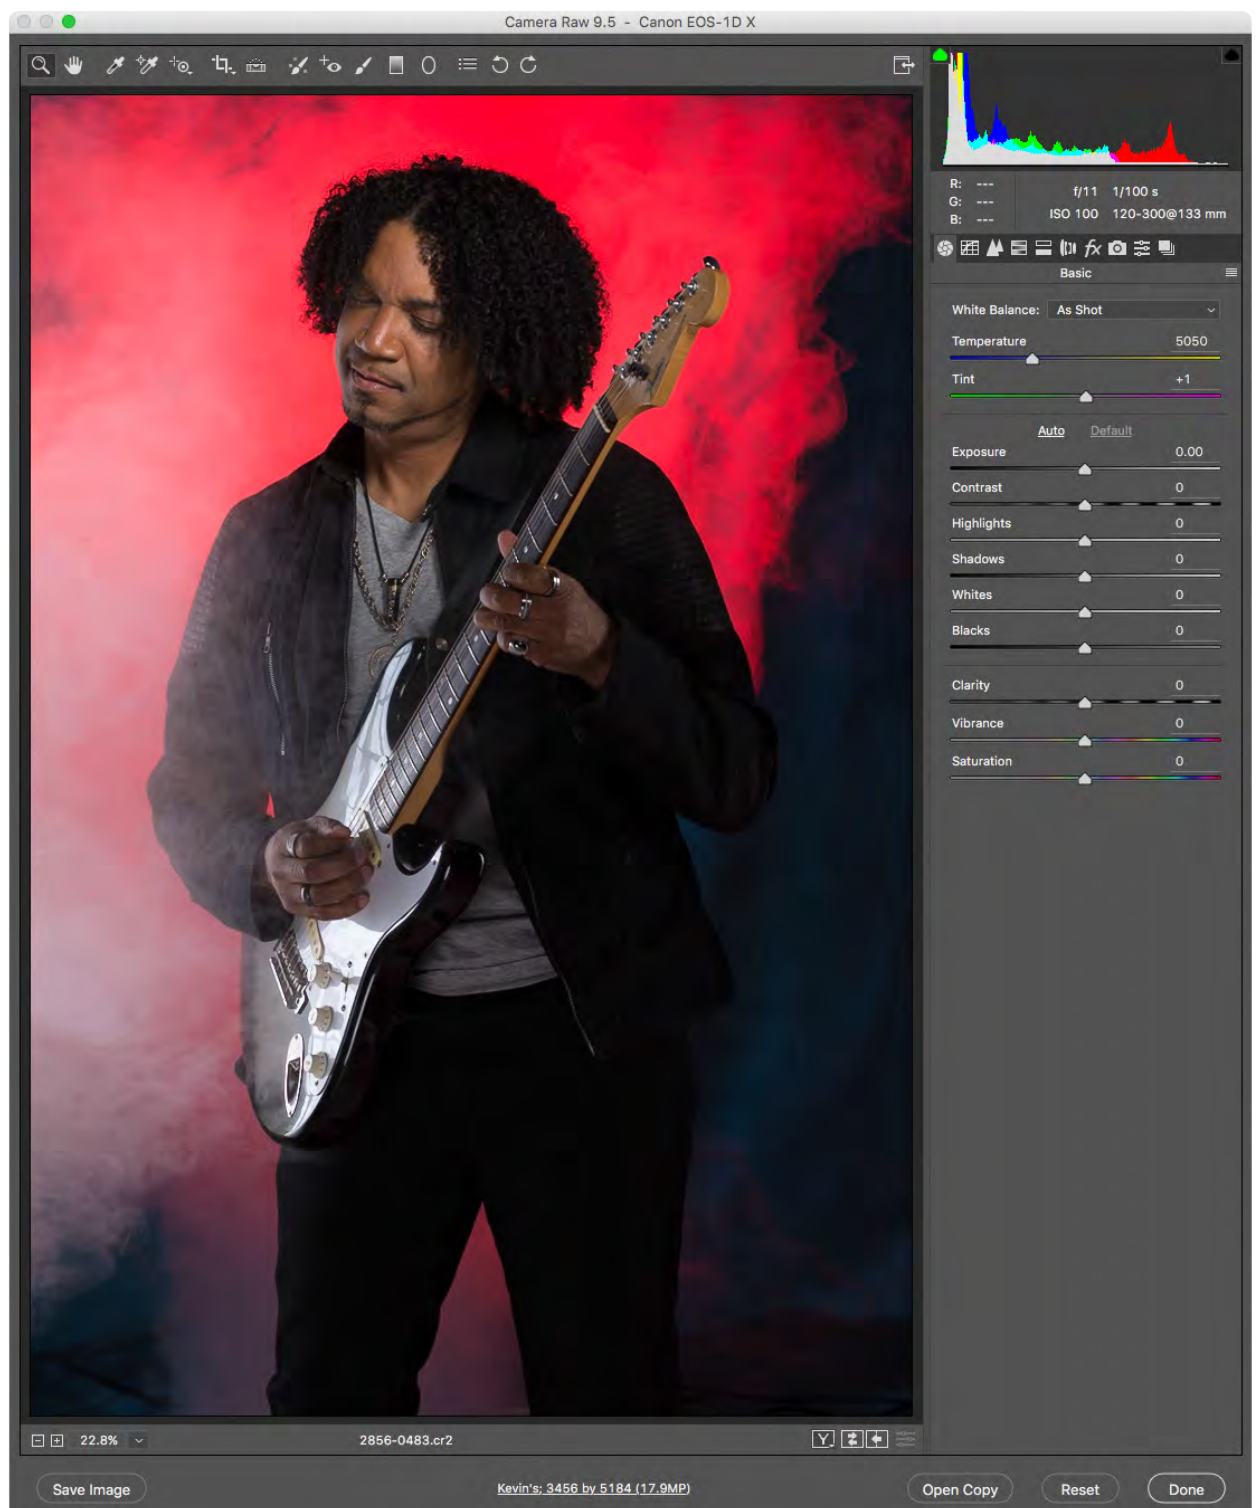 Camera Raw 9.5 - Canon EOS-1D X
R: ---
G: ---
B: ---
f/11 1/100 s
ISO 100 120-300@133 mm
fx
Basic
White Balance: As Shot
Temperature 5050
Tint +1
Auto Default
Exposure 0.00
Contrast 0
Highlights 0
Shadows 0
Whites 0
Blacks 0
Clarity 0
Vibrance 0
Saturation 0
22.8%
2856-0483.cr2
Y
Save Image
Kevin's; 3456 by 5184 (17.9MP)
Open Copy
Reset
Done